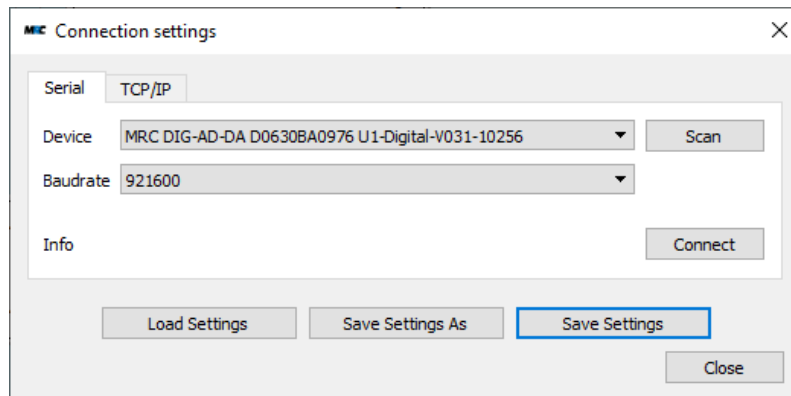 MRC Connection settings
Serial TCP/IP
Device MRC DIG-AD-DA D0630BA0976 U1-Digital-V031-10256 Scan
Baudrate 921600
Info Connect
Load Settings Save Settings As Save Settings
Close